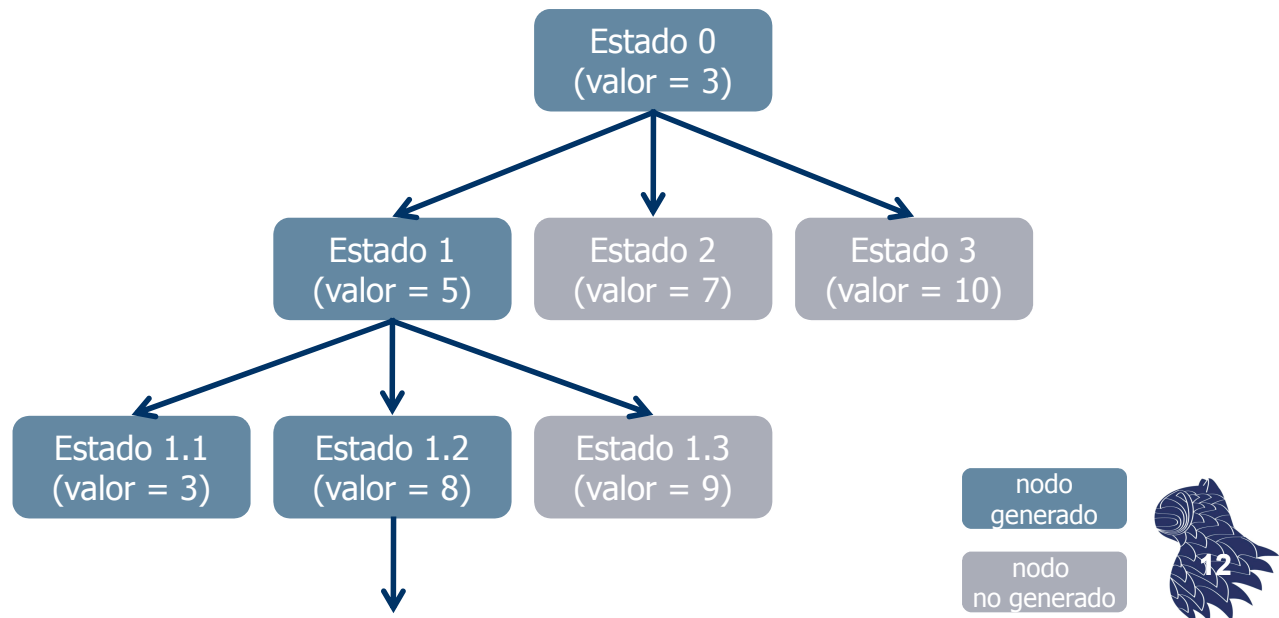 Estado 0
(valor = 3)
Estado 1
(valor = 5)
Estado 2
(valor = 7)
Estado 3
(valor = 10)
Estado 1.1
(valor = 3)
Estado 1.2
(valor = 8)
Estado 1.3
(valor = 9)
nodo
generado
nodo
no generado
12